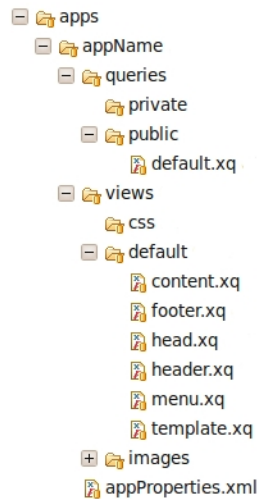 apps
appName
queries
private
public
default.xq
views
css
default
content.xq
footer.xq
head.xq
header.xq
menu.xq
template.xq
images
appProperties.xml